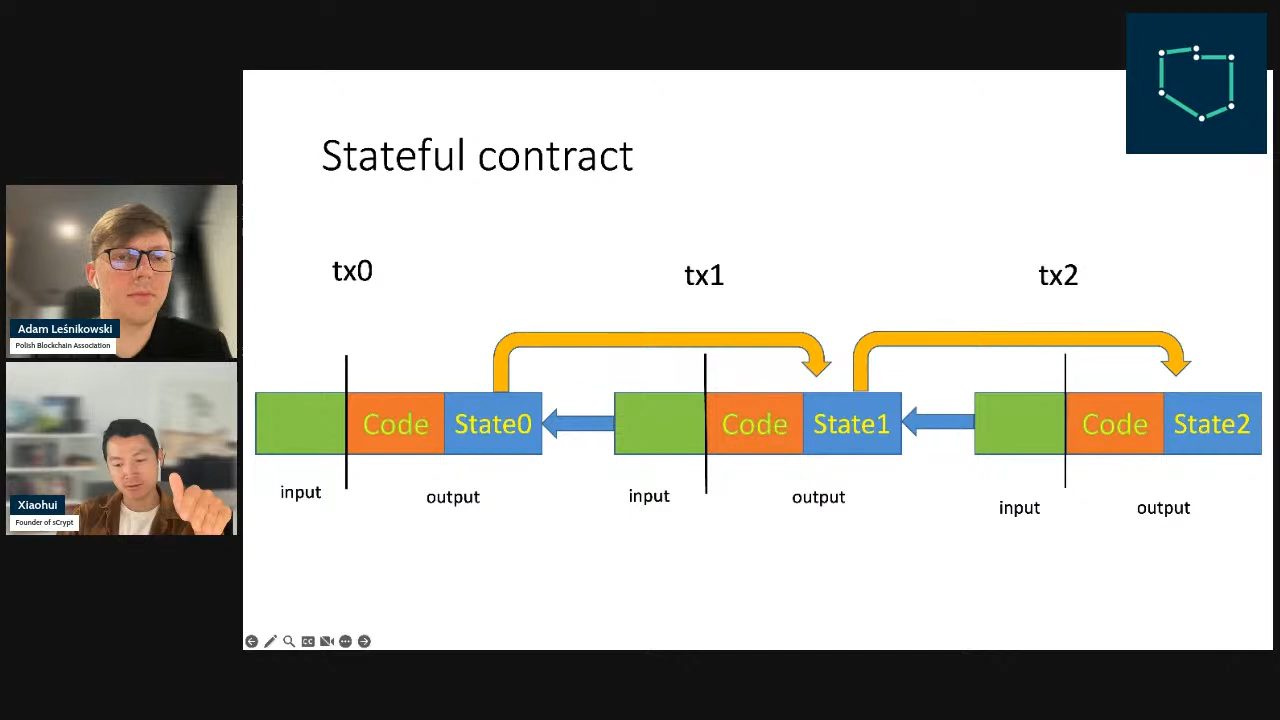 Stateful contract
tx0
tx1
tx2
Code
State0
Code
State1
Code
State2
input
output
input
output
input
output
Adam Leśnikowski
Polish Blockchain Association
Xiaohui
Founder of sCrypt
CC